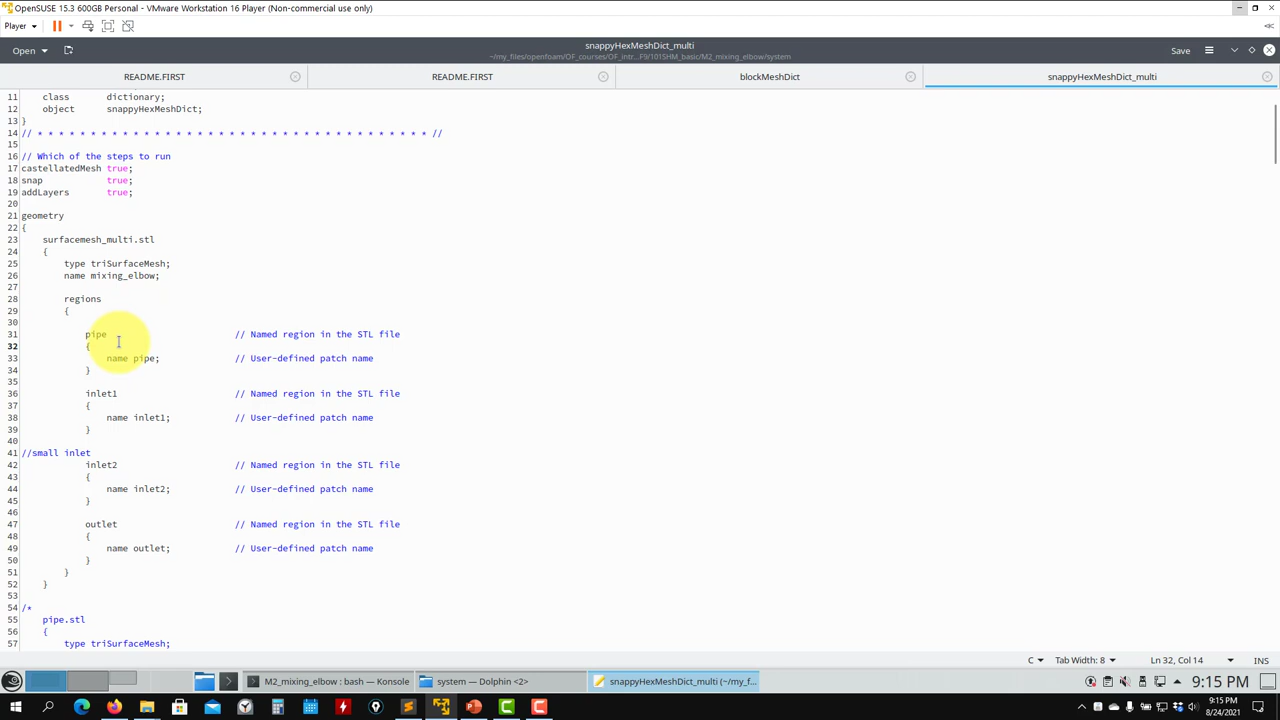 OpenSUSE 15.3 600GB Personal - VMware Workstation 16 Player (Non-commercial use only)
Player
Open
snappyHexMeshDict_multi
~/my_files/openfoam/OF_courses/OF_intr...F9/101SHM_basic/M2_mixing_elbow/system
Save
README.FIRST
README.FIRST
blockMeshDict
snappyHexMeshDict_multi
11 class dictionary;
12 object snappyHexMeshDict;
13 }
14 // * * * * * * * * * * * * * * * * * * * * * * * * * * * * * * * * * * * * * //
15
16 // Which of the steps to run
17 castellatedMesh true;
18 snap true;
19 addLayers true;
20
21 geometry
22 {
23 surfacemesh_multi.stl
24 {
25 type triSurfaceMesh;
26 name mixing_elbow;
27
28 regions
29 {
30
31 pipe // Named region in the STL file
32 {
33 name pipe; // User-defined patch name
34 }
35
36 inlet1 // Named region in the STL file
37 {
38 name inlet1; // User-defined patch name
39 }
40
41 //small inlet
42 inlet2 // Named region in the STL file
43 {
44 name inlet2; // User-defined patch name
45 }
46
47 outlet // Named region in the STL file
48 {
49 name outlet; // User-defined patch name
50 }
51 }
52 }
53
54 /*
55 pipe.stl
56 {
57 type triSurfaceMesh;
C Tab Width: 8 Ln 32, Col 14 INS
M2_mixing_elbow : bash — Konsole
system — Dolphin <2>
snappyHexMeshDict_multi (~/my_f...
9:15 PM
9:15 PM
8/24/2021